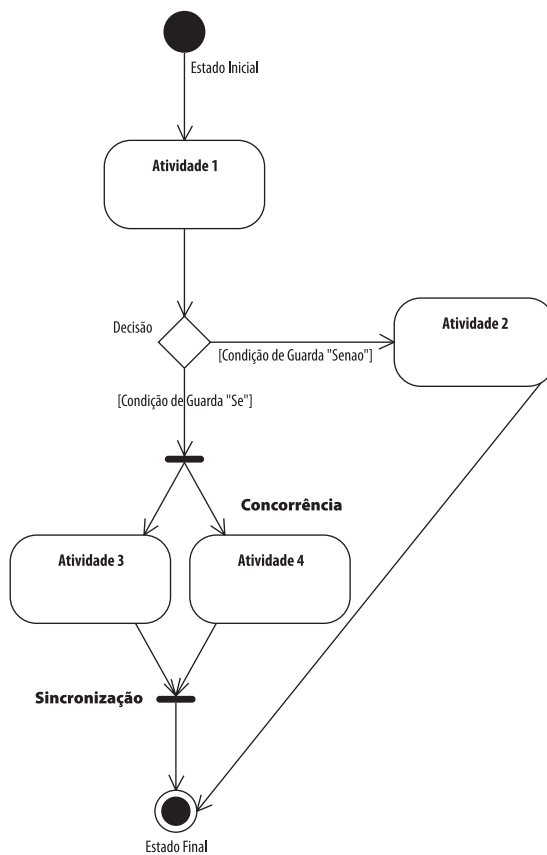 Estado Inicial
Atividade 1
Decisão
Atividade 2
[Condição de Guarda "Senao"]
[Condição de Guarda "Se"]
Concorrência
Atividade 3
Atividade 4
Sincronização
Estado Final